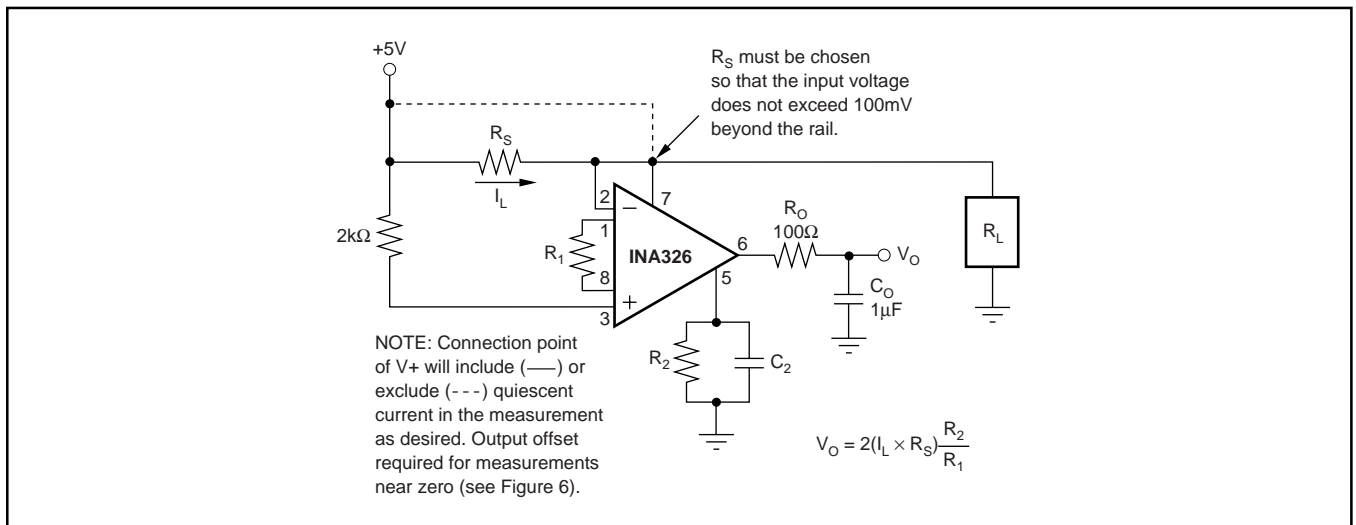 +5V
R_S must be chosen
so that the input voltage
does not exceed 100mV
beyond the rail.
R_S
I_L
2kΩ
2
−
7
1
R_1
8
INA326
6
R_O
100Ω
V_O
R_L
5
+
3
C_O
1μF
R_2
C_2
NOTE: Connection point
of V+ will include (——) or
exclude (- - -) quiescent
current in the measurement
as desired. Output offset
required for measurements
near zero (see Figure 6).
V_O = 2(I_L × R_S) R_2/R_1